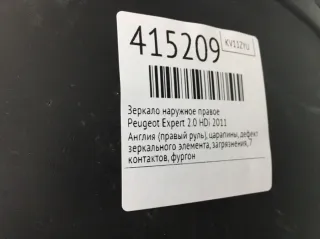 415209
KV11ZYU
Зеркало наружное правое
Peugeot Expert 2.0 HDi 2011
Англия (правый руль), царапины, дефект
зеркального элемента, загрязнения, 7
контактов, фургон